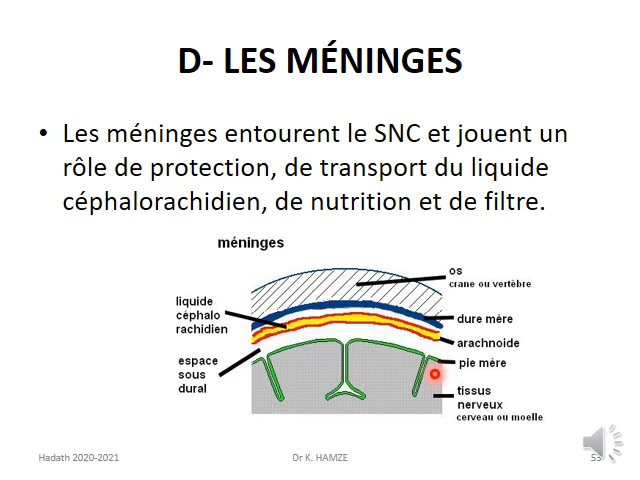 D- LES MÉNINGES
• Les méninges entourent le SNC et jouent un
rôle de protection, de transport du liquide
céphalorachidien, de nutrition et de filtre.
méninges
os
crane ou vertèbre
liquide
céphalo
rachidien
dure mère
arachnoide
espace
sous
dural
pie mère
tissus
nerveux
cerveau ou moelle
Hadath 2020-2021
Dr K. HAMZE
53